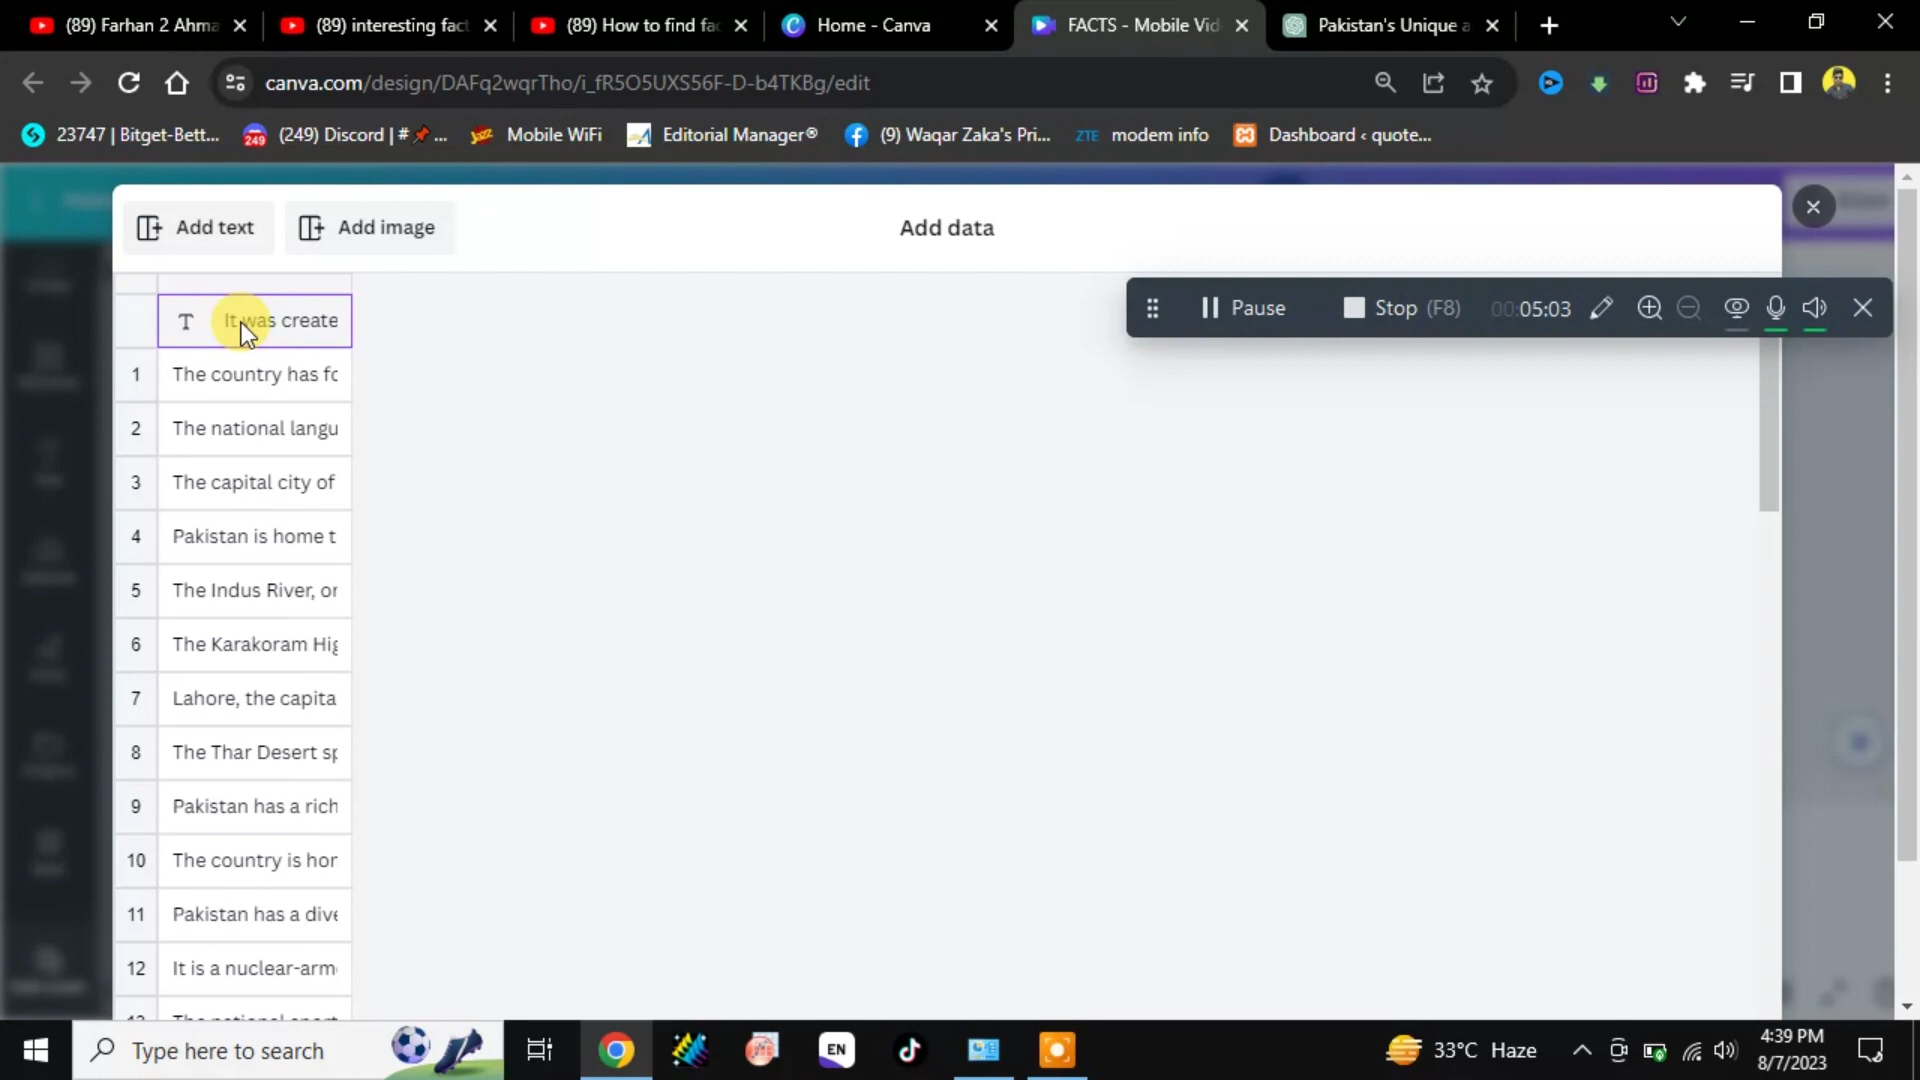 (89) Farhan 2 Ahma
(89) interesting fact
(89) How to find fac
Home - Canva
FACTS - Mobile Vid
Pakistan's Unique a
canva.com/design/DAFq2wqrTho/i_fR5O5UXS56F-D-b4TKBg/edit
23747 | Bitget-Bett...
249
(249) Discord | # ...
Mobile WiFi
Editorial Manager®
(9) Waqar Zaka's Pri...
ZTE
modem info
Dashboard ‹ quote...
Add text
Add image
Add data
Pause
Stop (F8)
00:05:03
T It was create
1 The country has fo
2 The national langu
3 The capital city of
4 Pakistan is home t
5 The Indus River, or
6 The Karakoram Hig
7 Lahore, the capita
8 The Thar Desert sp
9 Pakistan has a rich
10 The country is hor
11 Pakistan has a dive
12 It is a nuclear-arm
Type here to search
EN
33°C Haze
4:39 PM
8/7/2023